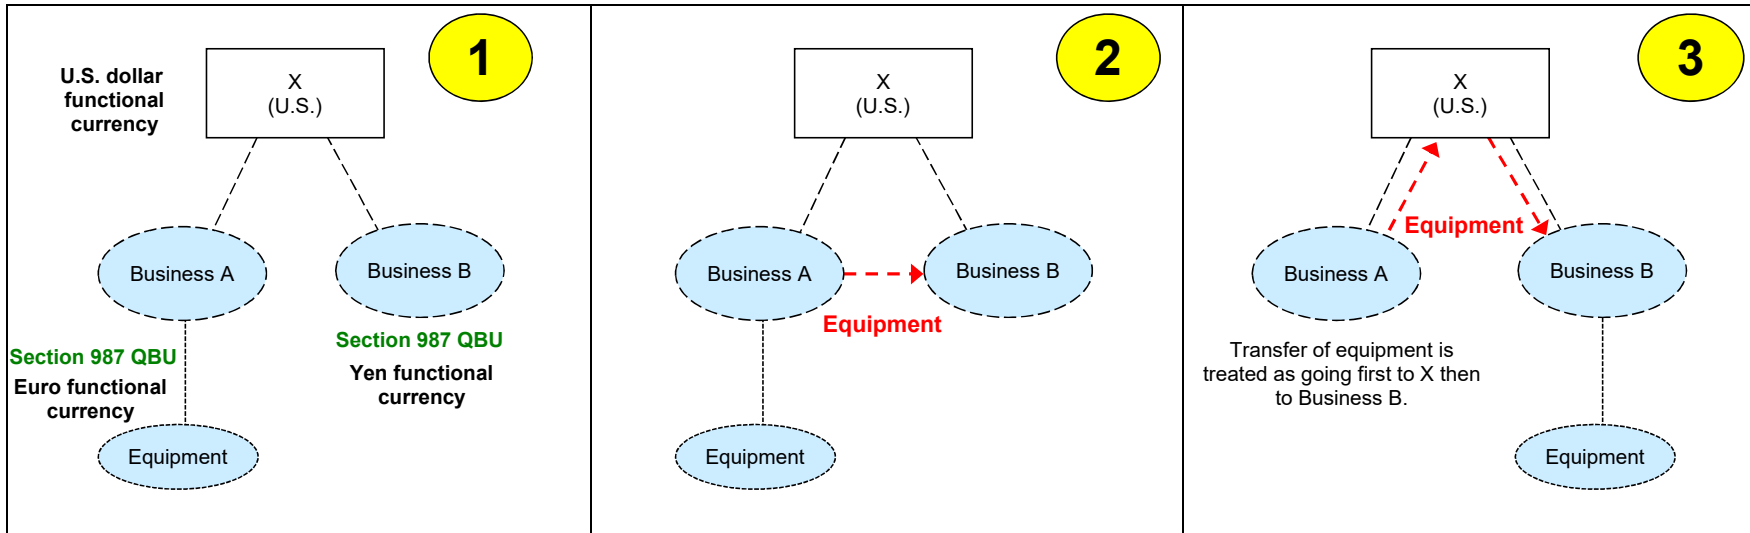 1
U.S. dollar
functional
currency
X
(U.S.)
Business A
Business B
Section 987 QBU
Euro functional
currency
Section 987 QBU
Yen functional
currency
Equipment
2
X
(U.S.)
Business A
Business B
Equipment
Equipment
3
X
(U.S.)
Equipment
Business A
Business B
Transfer of equipment is
treated as going first to X then
to Business B.
Equipment